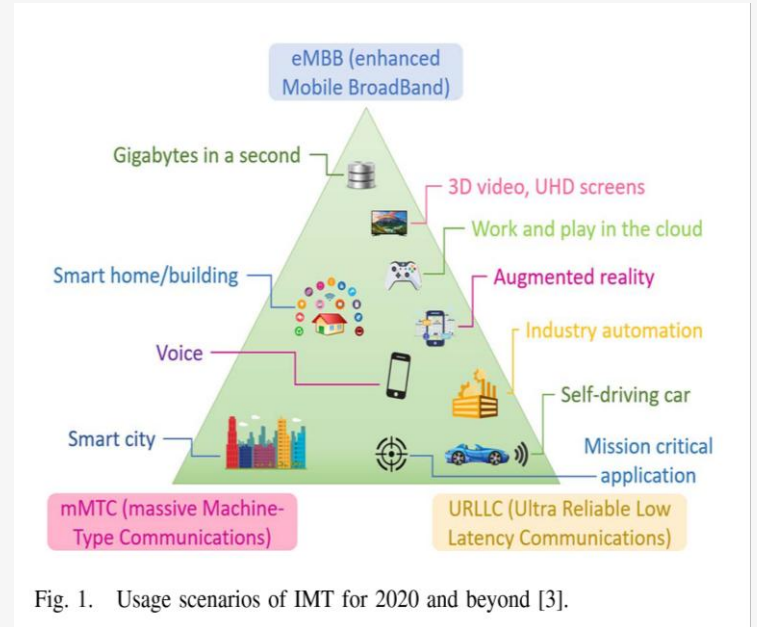 eMBB (enhanced
Mobile BroadBand)
Gigabytes in a second
3D video, UHD screens
Work and play in the cloud
Smart home/building
Augmented reality
Industry automation
Voice
Self-driving car
Smart city
Mission critical
application
mMTC (massive Machine-
Type Communications)
URLLC (Ultra Reliable Low
Latency Communications)
Fig. 1. Usage scenarios of IMT for 2020 and beyond [3].